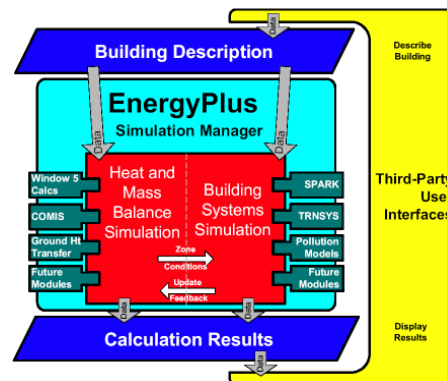 Data
Building Description
Describe
Building
EnergyPlus
Simulation Manager
Data
Data
Window 5
Calcs
COMIS
Ground Ht
Transfer
Future
Modules
Heat and
Mass
Balance
Simulation
Building
Systems
Simulation
Zone
Conditions
Update
Feedback
SPARK
TRNSYS
Pollution
Models
Future
Modules
Third-Party
Use
Interfaces
Data
Data
Calculation Results
Display
Results
Data